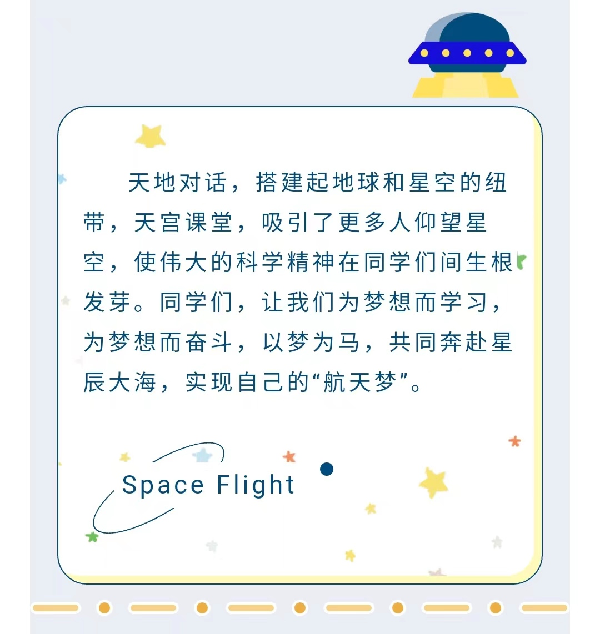 天地对话，搭建起地球和星空的纽
带，天宫课堂，吸引了更多人仰望星
空，使伟大的科学精神在同学们间生根
发芽。同学们，让我们为梦想而学习，
为梦想而奋斗，以梦为马，共同奔赴星
辰大海，实现自己的“航天梦”。
Space Flight